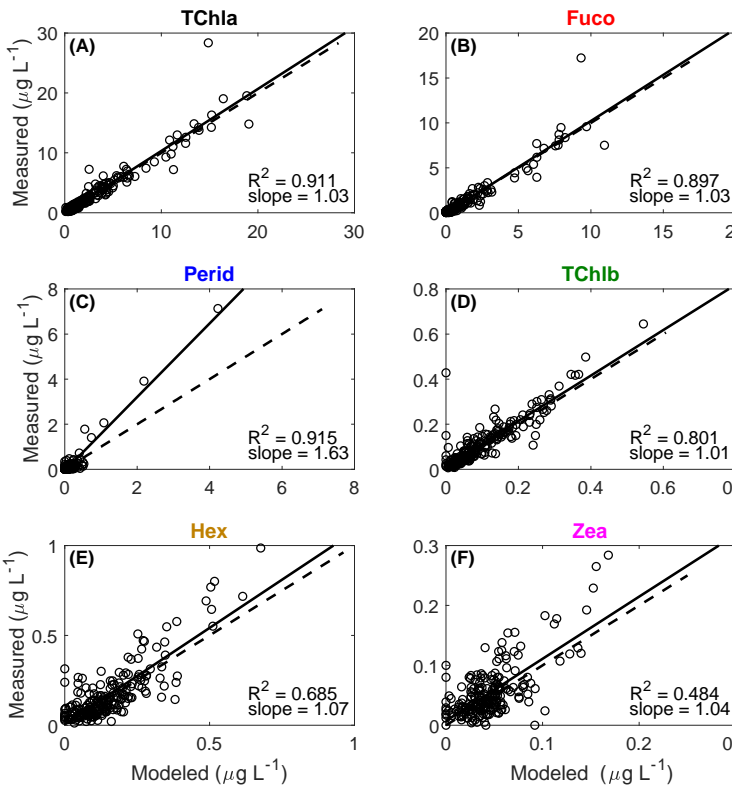 TChla
(A)
30
20
10
0
Measured (μg L⁻¹)
R² = 0.911
slope = 1.03
0 10 20 30
Fuco
(B)
20
15
10
5
0
R² = 0.897
slope = 1.03
0 5 10 15 2
Perid
(C)
8
6
4
2
0
Measured (μg L⁻¹)
R² = 0.915
slope = 1.63
0 2 4 6 8
TChlb
(D)
0.8
0.6
0.4
0.2
0
R² = 0.801
slope = 1.01
0 0.2 0.4 0.6 0.
Hex
(E)
1
0.5
0
Measured (μg L⁻¹)
R² = 0.685
slope = 1.07
0 0.5 1
Modeled (μg L⁻¹)
Zea
(F)
0.3
0.2
0.1
0
R² = 0.484
slope = 1.04
0 0.1 0.2 0.
Modeled (μg L⁻¹)